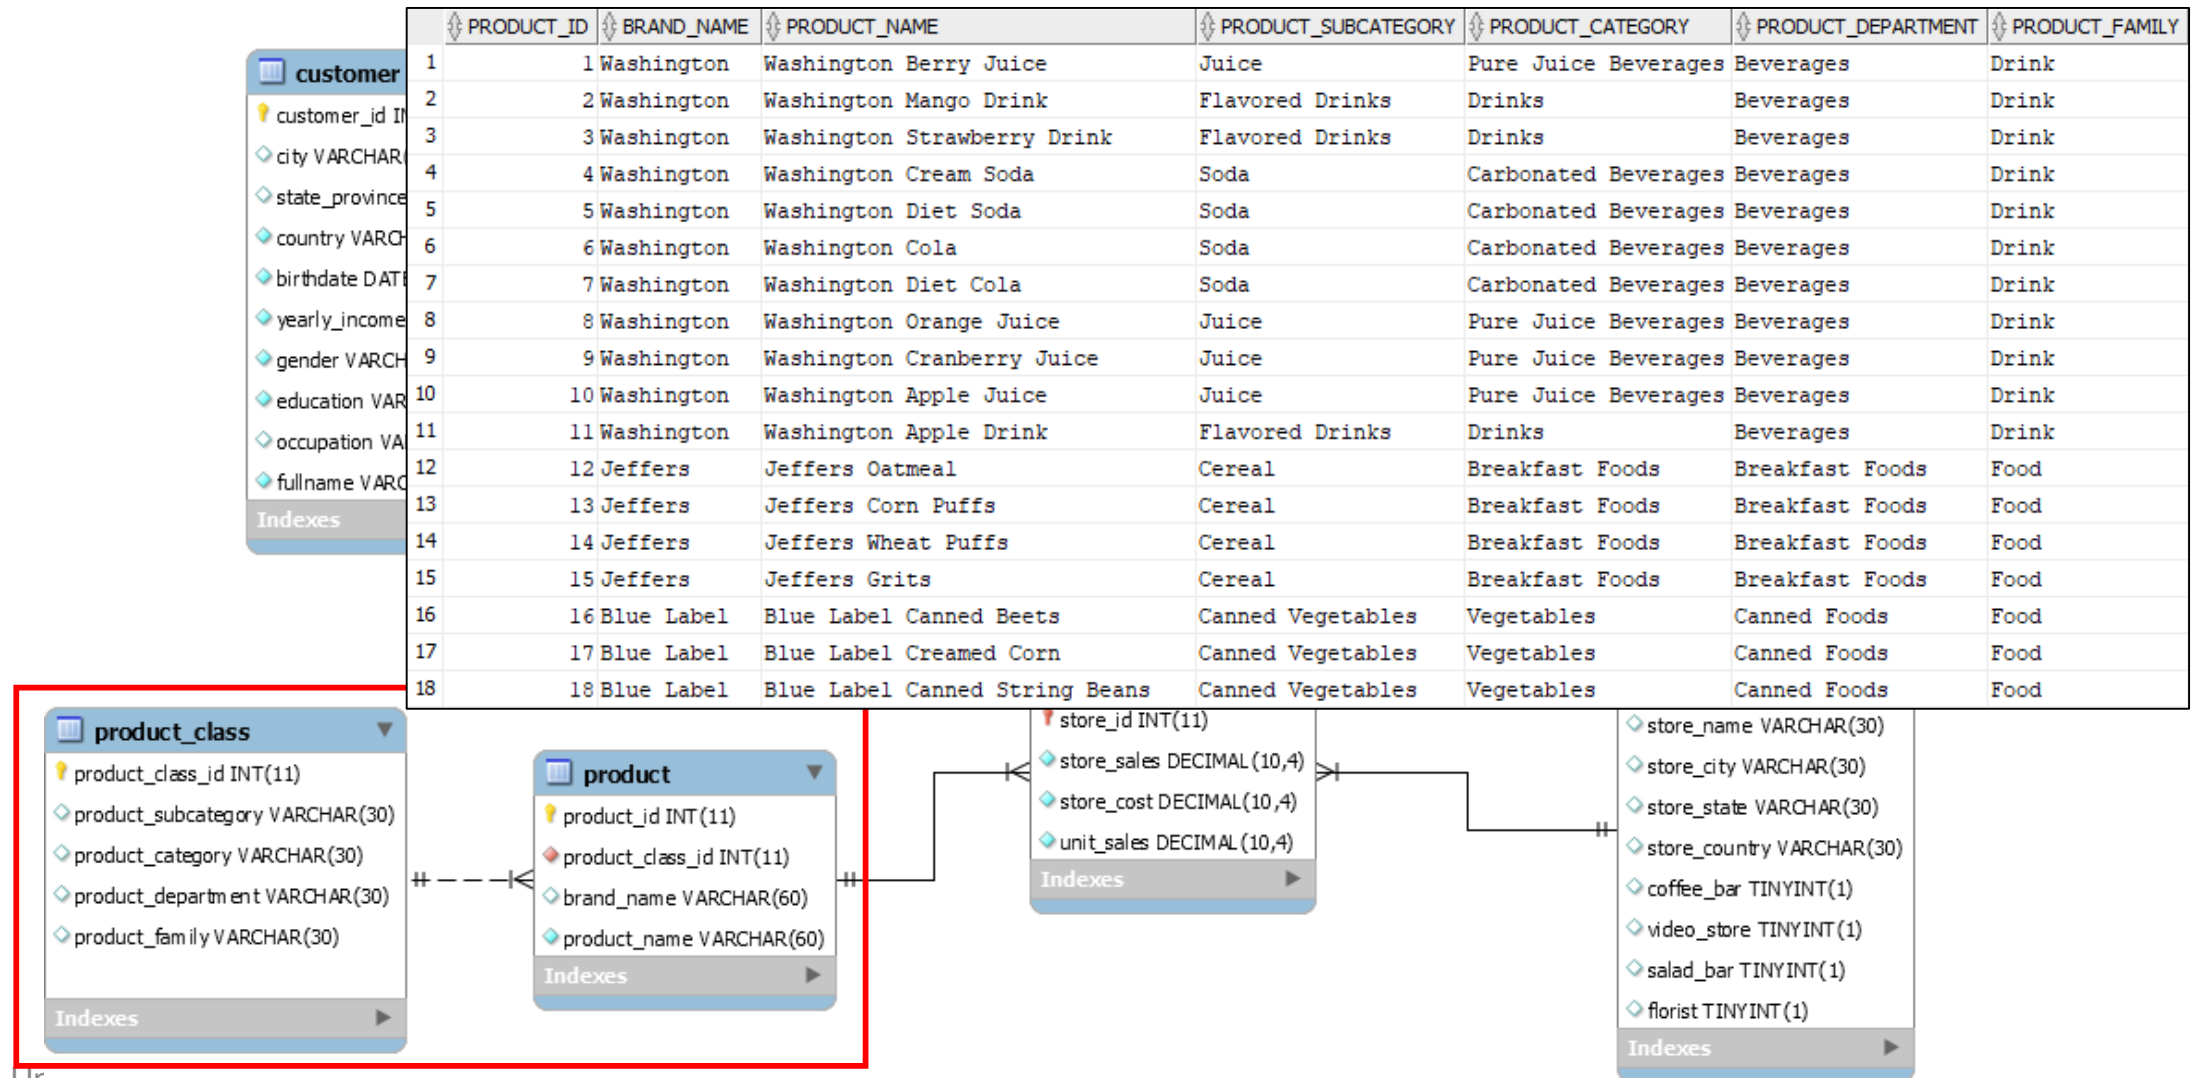 PRODUCT_ID BRAND_NAME PRODUCT_NAME PRODUCT_SUBCATEGORY PRODUCT_CATEGORY PRODUCT_DEPARTMENT PRODUCT_FAMILY
1 1 Washington Washington Berry Juice Juice Pure Juice Beverages Beverages Drink
2 2 Washington Washington Mango Drink Flavored Drinks Drinks Beverages Drink
3 3 Washington Washington Strawberry Drink Flavored Drinks Drinks Beverages Drink
4 4 Washington Washington Cream Soda Soda Carbonated Beverages Beverages Drink
5 5 Washington Washington Diet Soda Soda Carbonated Beverages Beverages Drink
6 6 Washington Washington Cola Soda Carbonated Beverages Beverages Drink
7 7 Washington Washington Diet Cola Soda Carbonated Beverages Beverages Drink
8 8 Washington Washington Orange Juice Juice Pure Juice Beverages Beverages Drink
9 9 Washington Washington Cranberry Juice Juice Pure Juice Beverages Beverages Drink
10 10 Washington Washington Apple Juice Juice Pure Juice Beverages Beverages Drink
11 11 Washington Washington Apple Drink Flavored Drinks Drinks Beverages Drink
12 12 Jeffers Jeffers Oatmeal Cereal Breakfast Foods Breakfast Foods Food
13 13 Jeffers Jeffers Corn Puffs Cereal Breakfast Foods Breakfast Foods Food
14 14 Jeffers Jeffers Wheat Puffs Cereal Breakfast Foods Breakfast Foods Food
15 15 Jeffers Jeffers Grits Cereal Breakfast Foods Breakfast Foods Food
16 16 Blue Label Blue Label Canned Beets Canned Vegetables Vegetables Canned Foods Food
17 17 Blue Label Blue Label Creamed Corn Canned Vegetables Vegetables Canned Foods Food
18 18 Blue Label Blue Label Canned String Beans Canned Vegetables Vegetables Canned Foods Food
customer
customer_id
city VARCHAR(
state_province
country VARCH
birthdate DATE
yearly_income
gender VARCH
education VAR
occupation VA
fullname VARC
Indexes
product_class
product_class_id INT(11)
product_subcategory VARCHAR(30)
product_category VARCHAR(30)
product_department VARCHAR(30)
product_family VARCHAR(30)
Indexes
product
product_id INT(11)
product_class_id INT(11)
brand_name VARCHAR(60)
product_name VARCHAR(60)
Indexes
store_id INT(11)
store_sales DECIMAL(10,4)
store_cost DECIMAL(10,4)
unit_sales DECIMAL(10,4)
Indexes
store_name VARCHAR(30)
store_city VARCHAR(30)
store_state VARCHAR(30)
store_country VARCHAR(30)
coffee_bar TINYINT(1)
video_store TINYINT(1)
salad_bar TINYINT(1)
florist TINYINT(1)
Indexes